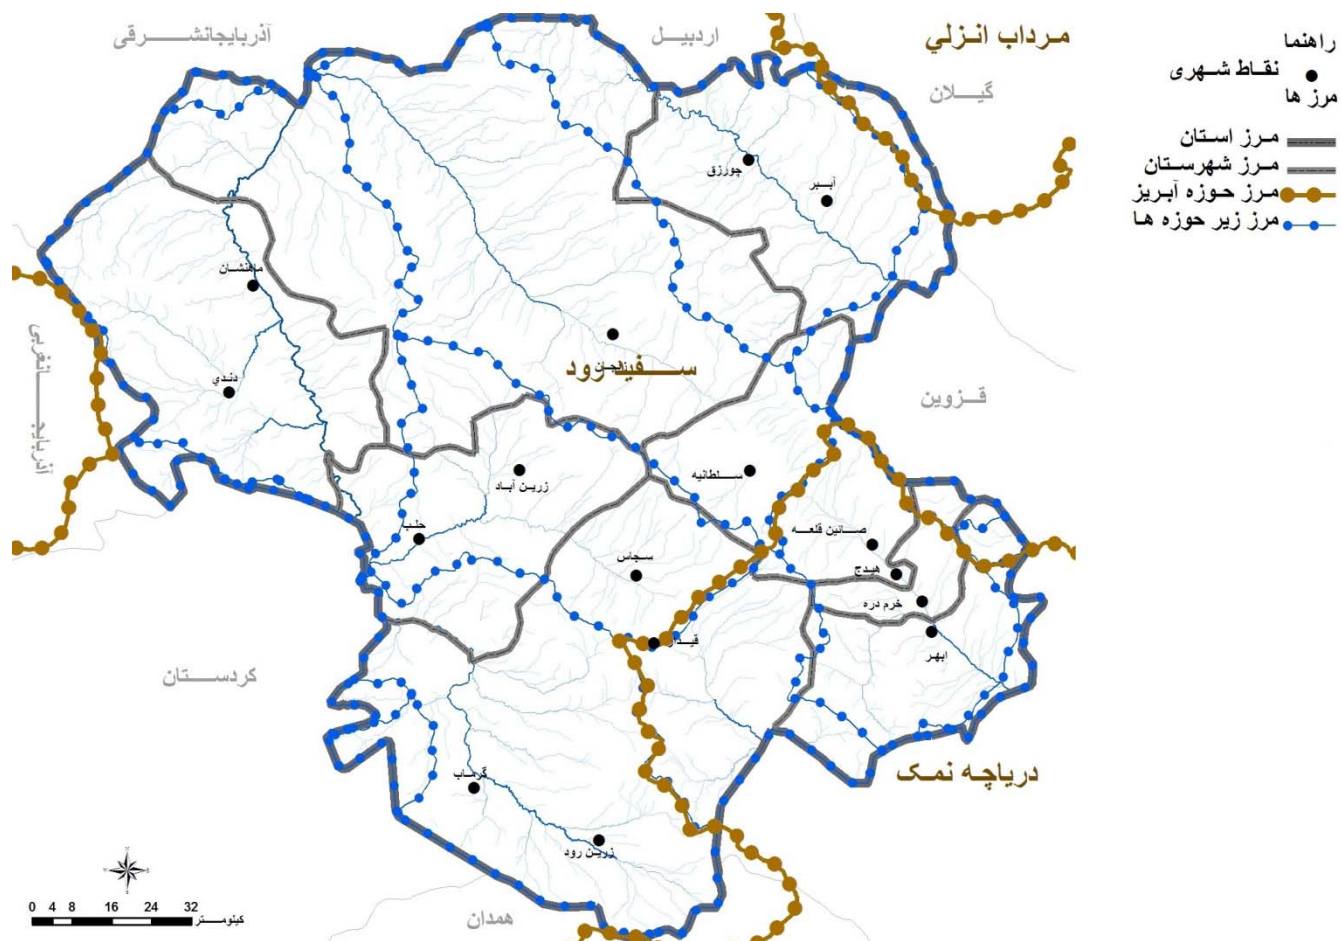 راهنما
نقاط شهری
مرز ها
مرز استان
مرز شهرستان
مرز حوزه آبریز
مرز زیر حوزه ها
آذربایجانشرقی
اردبیل
مرداب انزلي
گیلان
چورزق
آببر
ماهنشان
آذربایجانغربی
دندي
زنجان
سفیدرود
قزوین
زرین آباد
سلطانیه
حلب
سجاس
صائین قلعه
هیدج
خرم دره
ابهر
قیدار
کردستان
دریاچه نمک
گرماب
زرین رود
همدان
0 4 8 16 24 32
کیلومتر